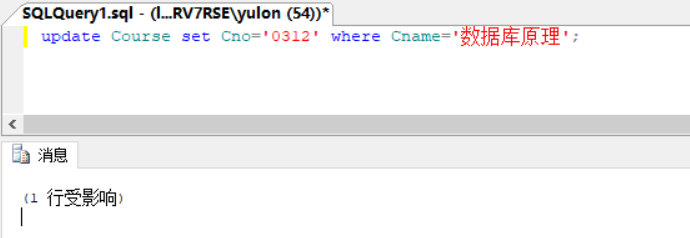 SQLQuery1.sql - (l...RV7RSE\yulon (54))*
update Course set Cno='0312' where Cname='数据库原理';
消息
(1 行受影响)